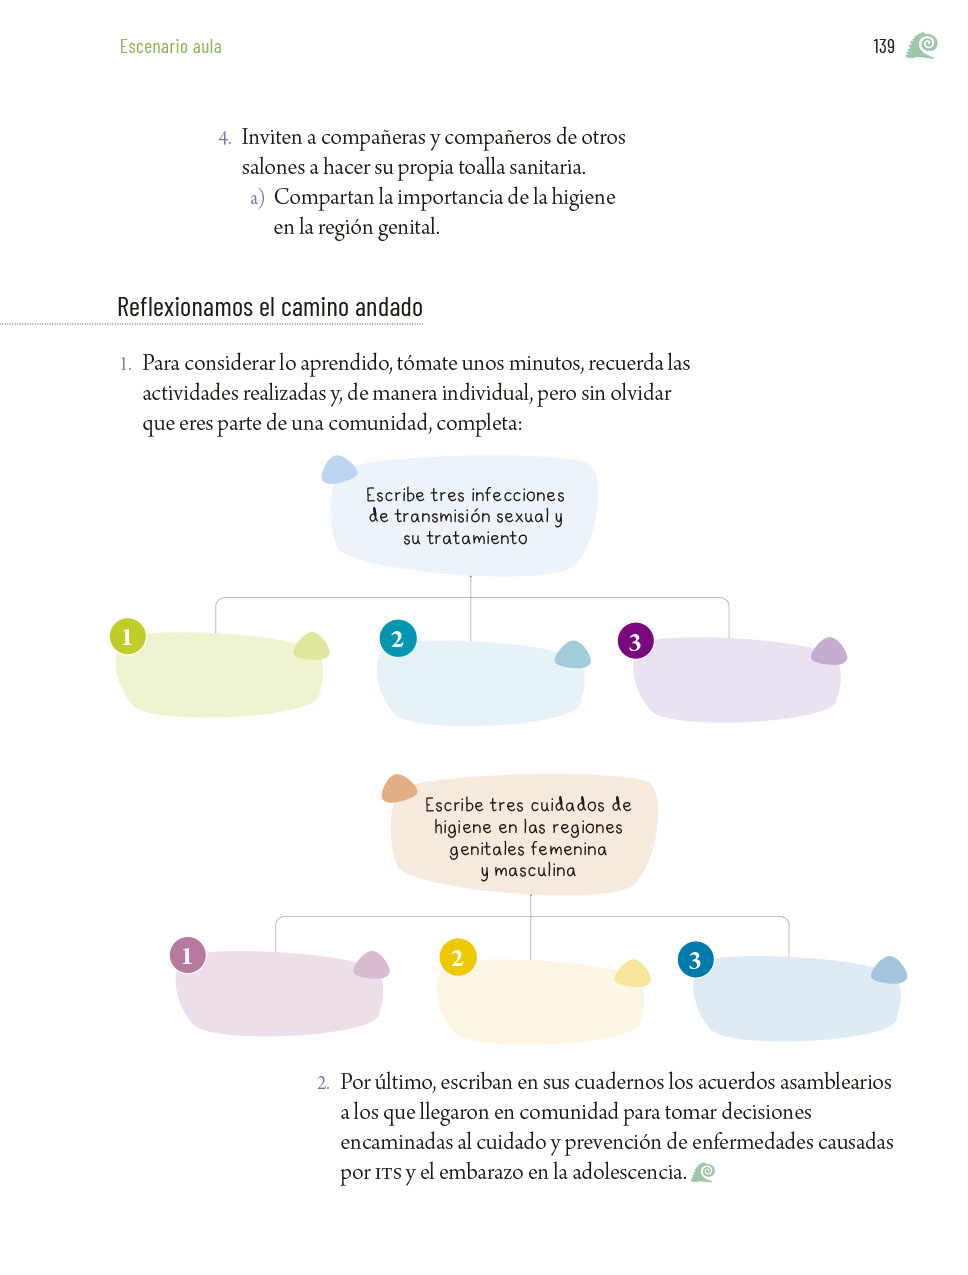 Escenario aula
139
4. Inviten a compañeras y compañeros de otros
salones a hacer su propia toalla sanitaria.
a) Compartan la importancia de la higiene
en la región genital.
Reflexionamos el camino andado
1. Para considerar lo aprendido, tómate unos minutos, recuerda las
actividades realizadas y, de manera individual, pero sin olvidar
que eres parte de una comunidad, completa:
Escribe tres infecciones
de transmisión sexual y
su tratamiento
1
2
3
Escribe tres cuidados de
higiene en las regiones
genitales femenina
y masculina
1
2
3
2. Por último, escriban en sus cuadernos los acuerdos asamblearios
a los que llegaron en comunidad para tomar decisiones
encaminadas al cuidado y prevención de enfermedades causadas
por ITS y el embarazo en la adolescencia.